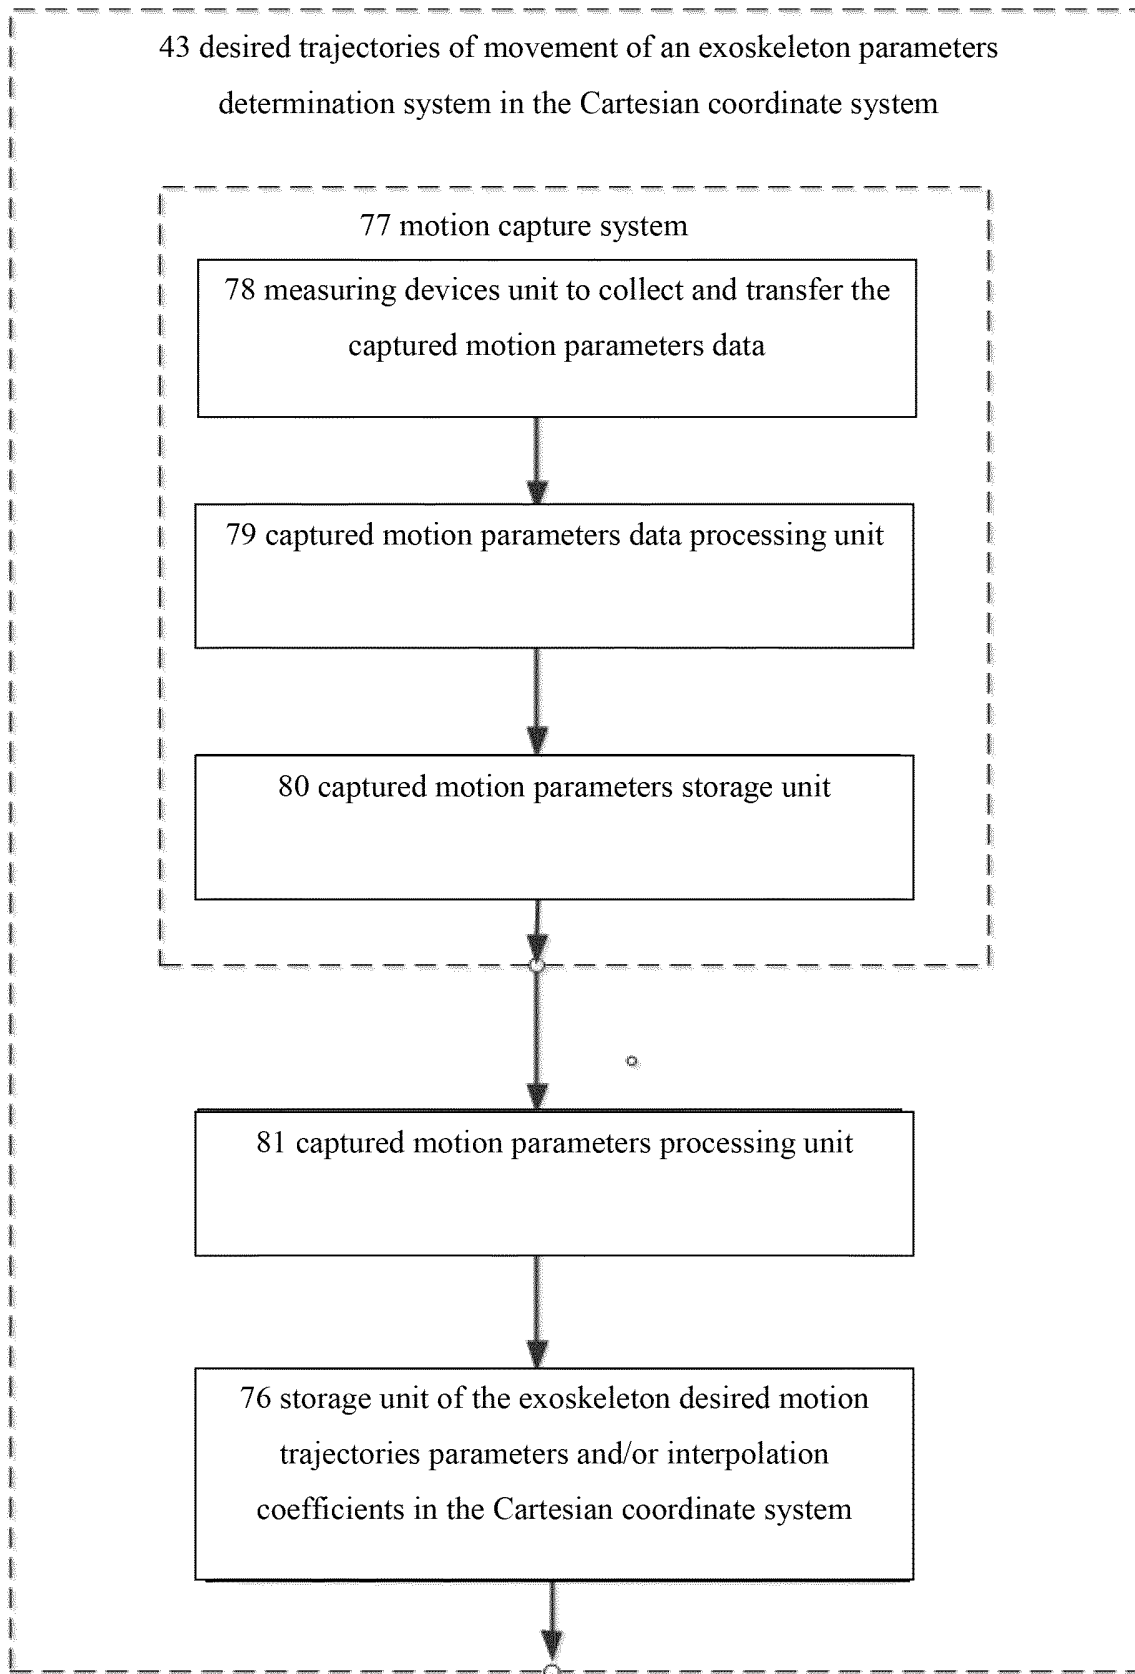 43 desired trajectories of movement of an exoskeleton parameters
determination system in the Cartesian coordinate system
77 motion capture system
78 measuring devices unit to collect and transfer the
captured motion parameters data
79 captured motion parameters data processing unit
80 captured motion parameters storage unit
81 captured motion parameters processing unit
76 storage unit of the exoskeleton desired motion
trajectories parameters and/or interpolation
coefficients in the Cartesian coordinate system